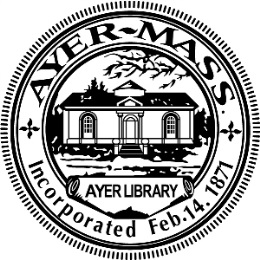 AYER-MASS.
AYER LIBRARY
Incorporated Feb. 14, 1871